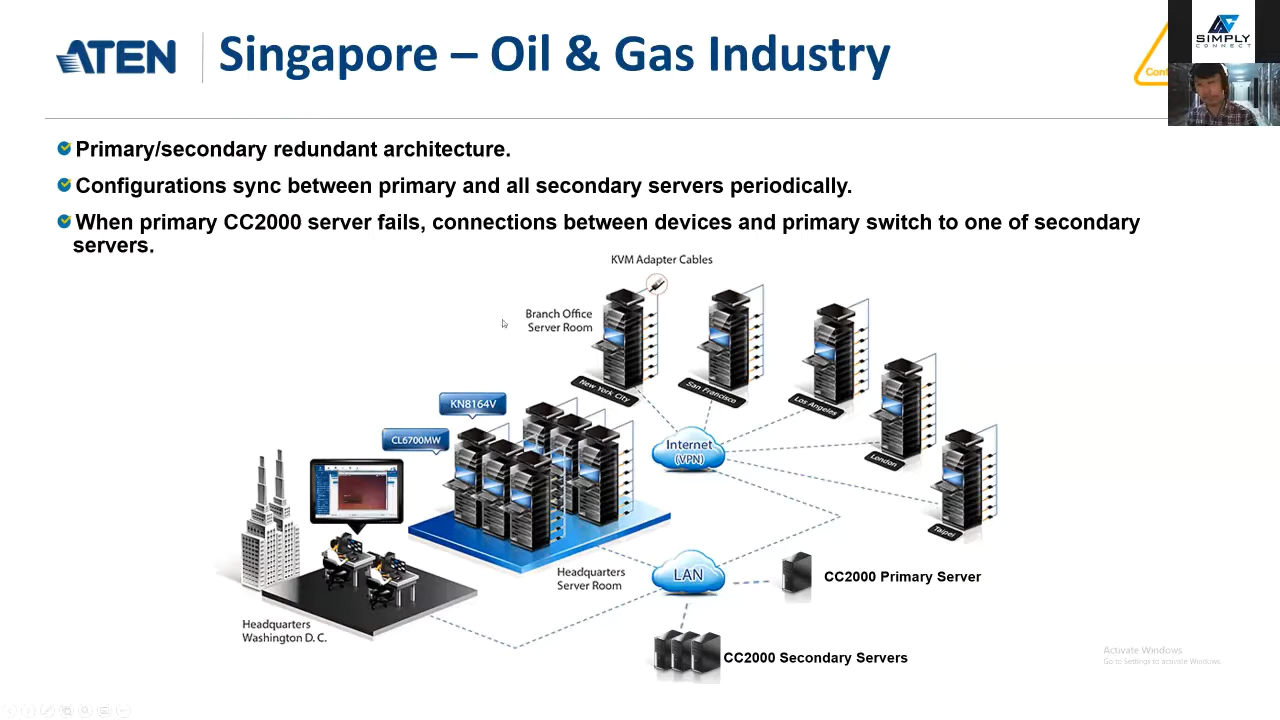 ATEN
Singapore – Oil & Gas Industry
SIMPLY
CONNECT
Primary/secondary redundant architecture.
Configurations sync between primary and all secondary servers periodically.
When primary CC2000 server fails, connections between devices and primary switch to one of secondary
servers.
KVM Adapter Cables
Branch Office
Server Room
New York City
San Francisco
Los Angeles
London
Taipei
KN8164V
CL6700MW
Internet
(VPN)
Headquarters
Server Room
LAN
CC2000 Primary Server
Headquarters
Washington D. C.
CC2000 Secondary Servers
Activate Windows
Go to Settings to activate Windows.